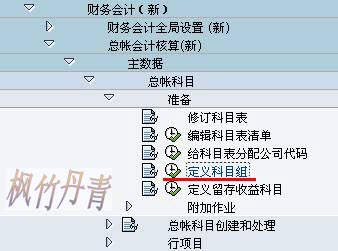 财务会计（新）
财务会计全局设置 (新)
总帐会计核算(新)
主数据
总帐科目
准备
修订科目表
编辑科目表清单
给科目表分配公司代码
定义科目组
定义留存收益科目
附加作业
总帐科目创建和处理
行项目
枫竹丹青